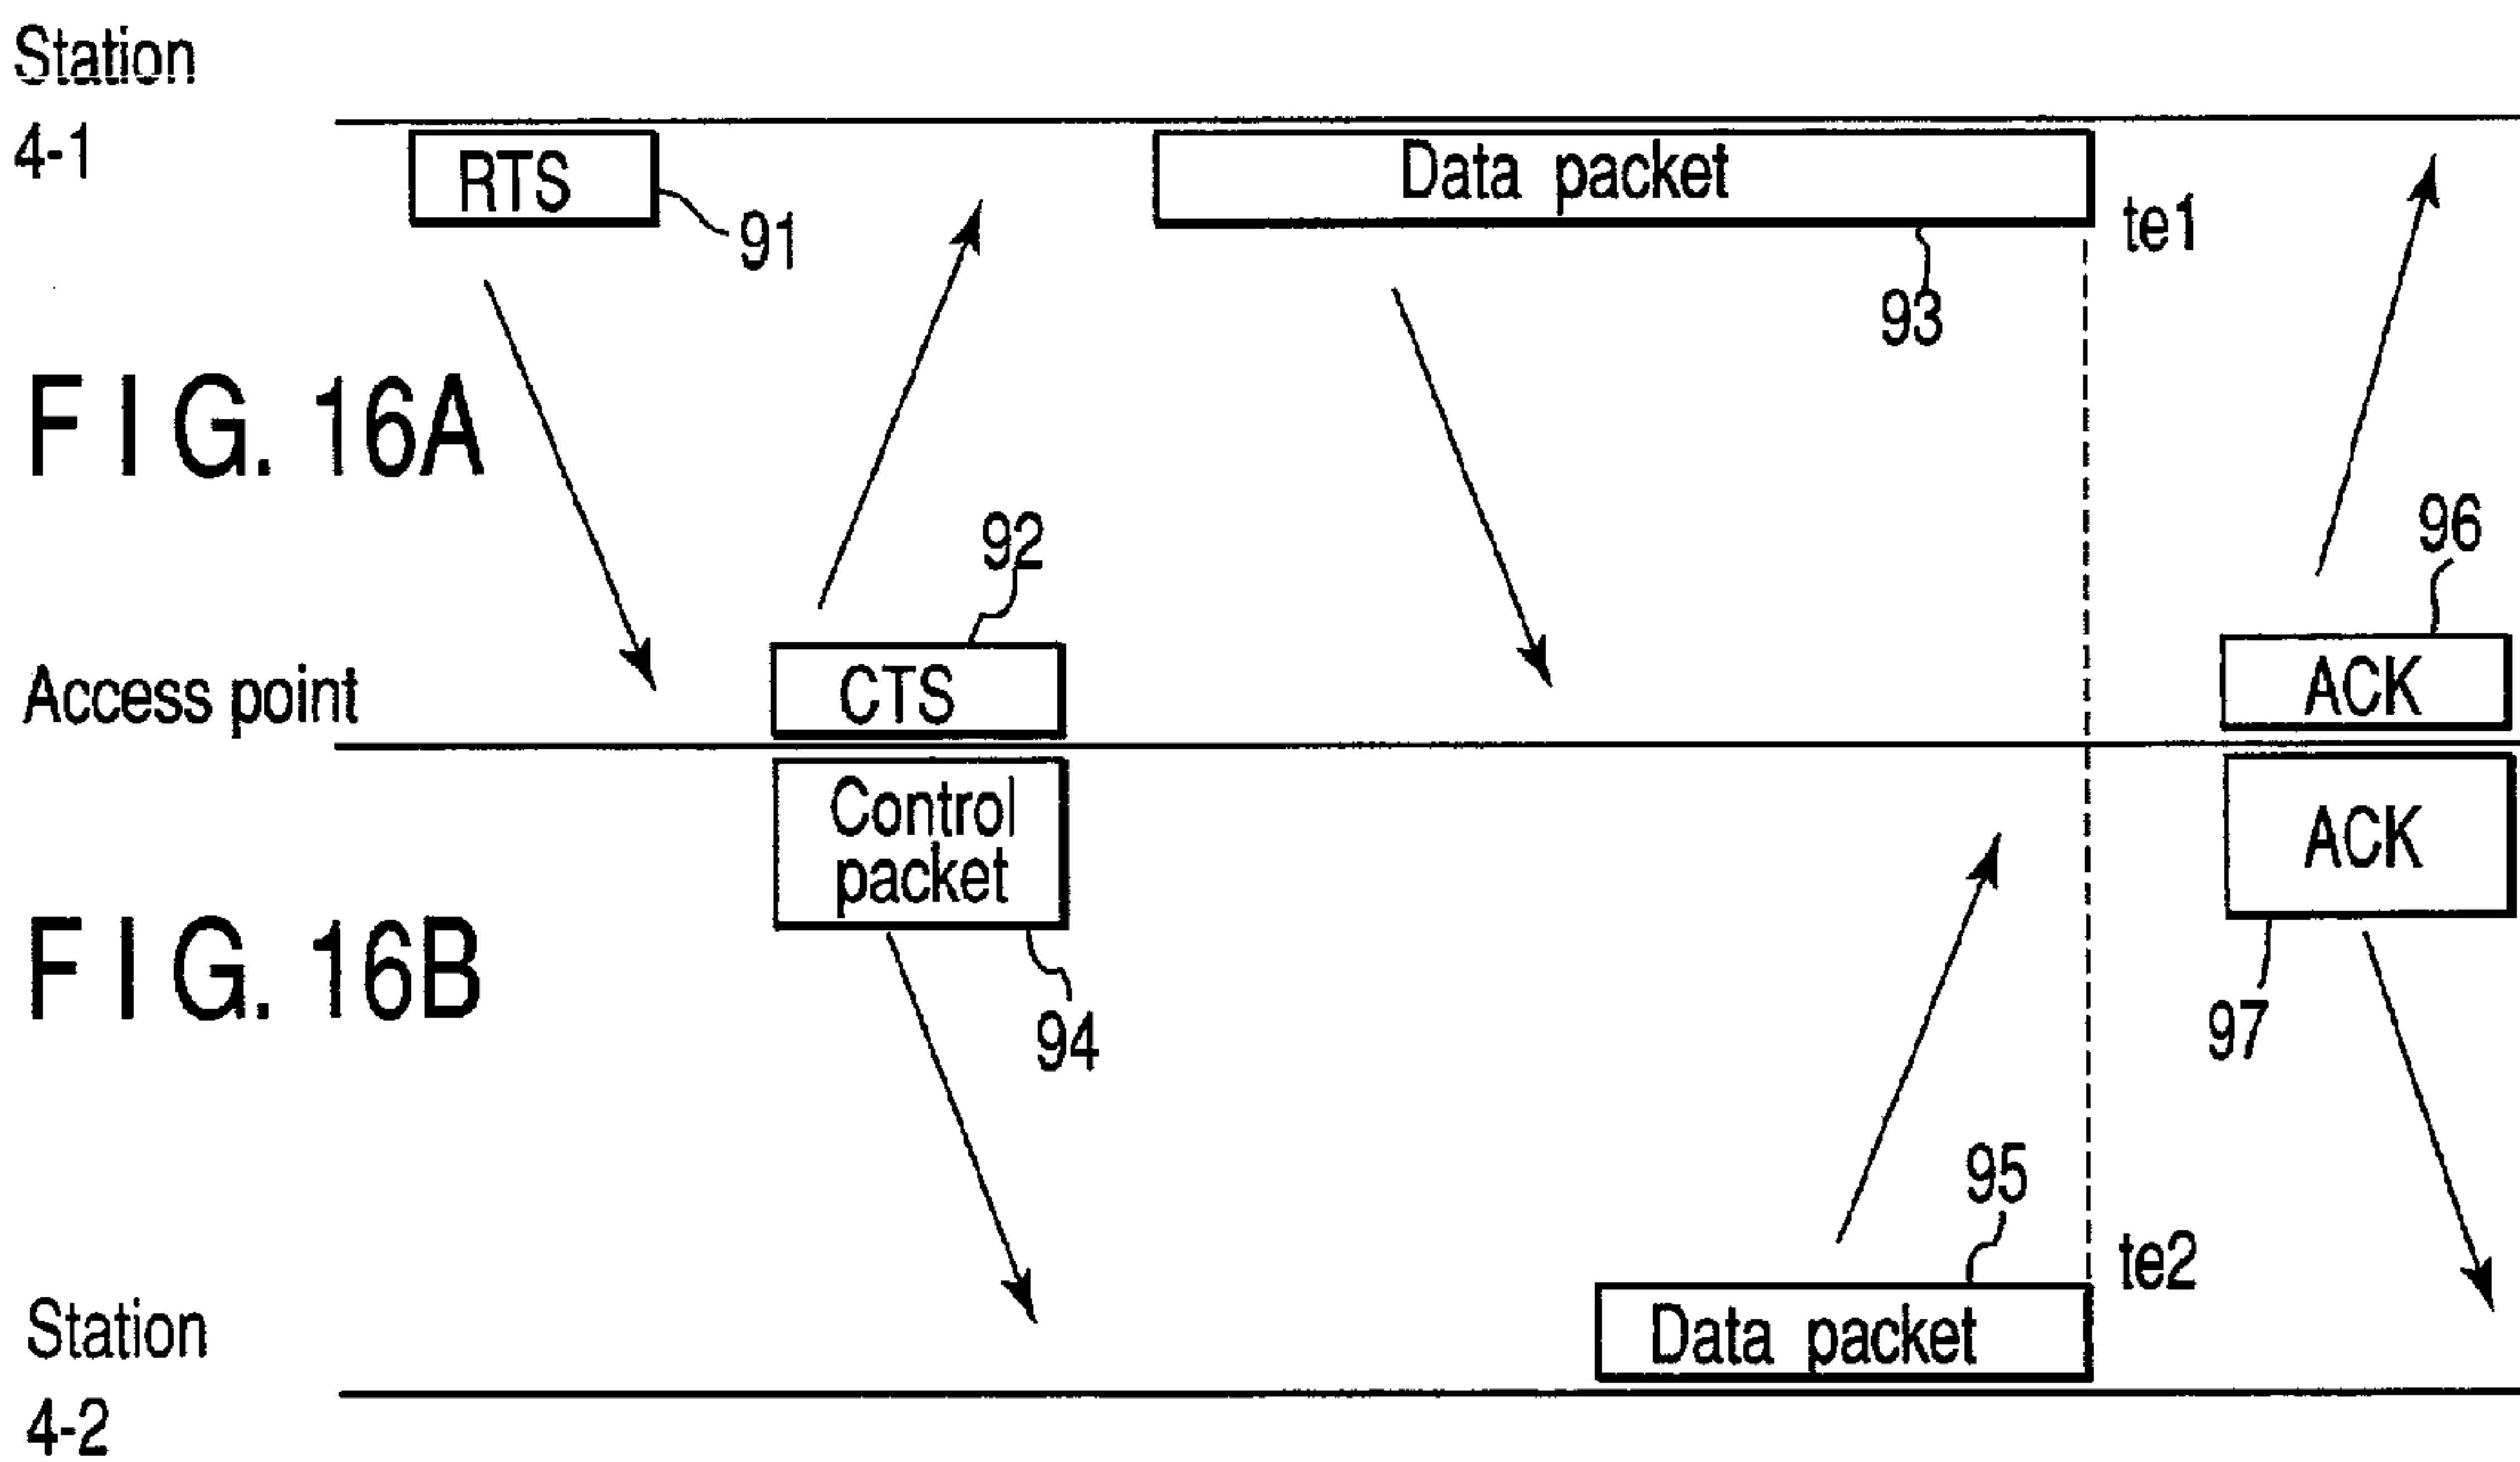 Station
4-1
RTS
91
Data packet
te1
93
FIG. 16A
92
96
Access point
CTS
ACK
Control
packet
ACK
FIG. 16B
94
97
95
te2
Station
Data packet
4-2